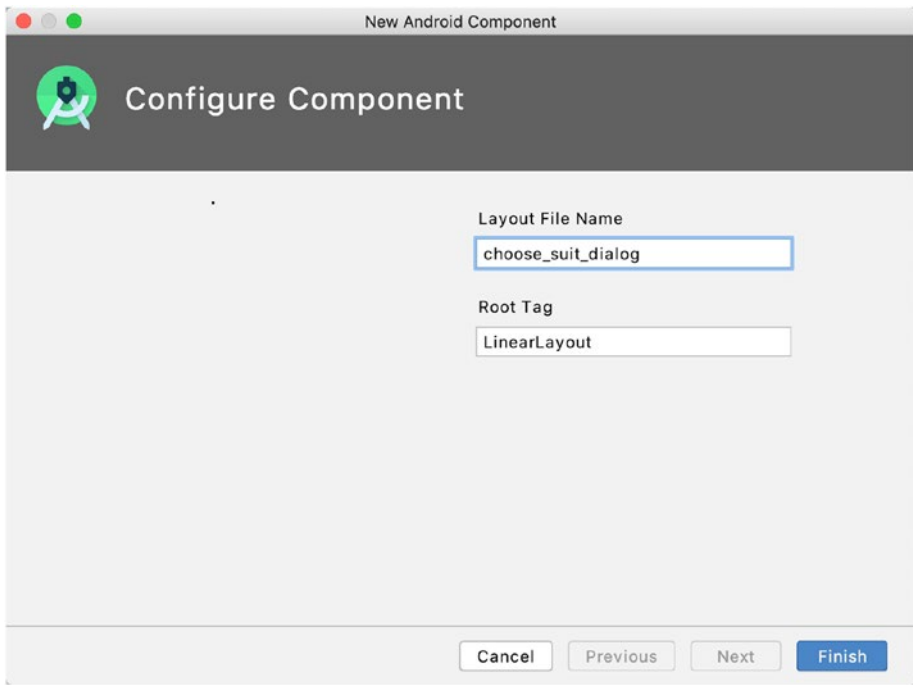 New Android Component
Configure Component
Layout File Name
choose_suit_dialog
Root Tag
LinearLayout
Cancel Previous Next Finish